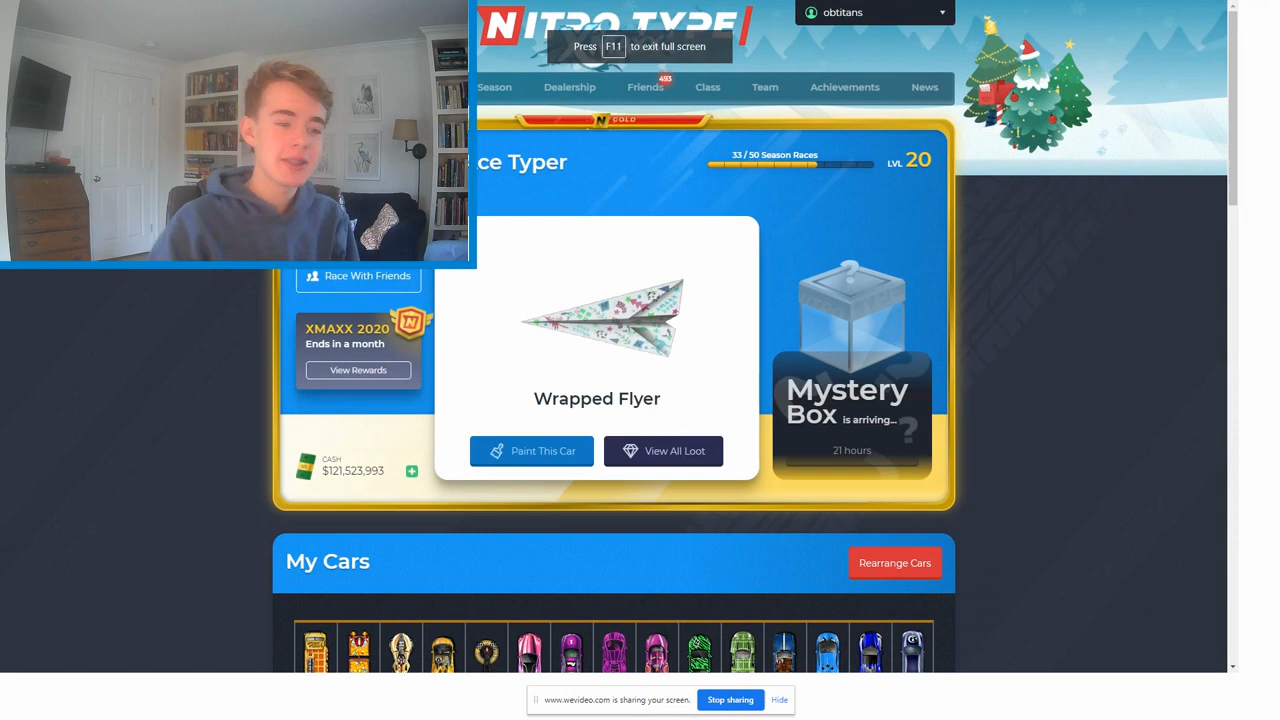 NITRO TYPE
obtitans
Press F11 to exit full screen
Season
Dealership
Friends
493
Class
Team
Achievements
News
N GOLD
ce Typer
33 / 50 Season Races
LVL 20
Race With Friends
XMAXX 2020
Ends in a month
View Rewards
CASH
$121,523,993
Wrapped Flyer
Paint This Car
View All Loot
Mystery
Box is arriving...
21 hours
My Cars
Rearrange Cars
www.wevideo.com is sharing your screen.
Stop sharing
Hide